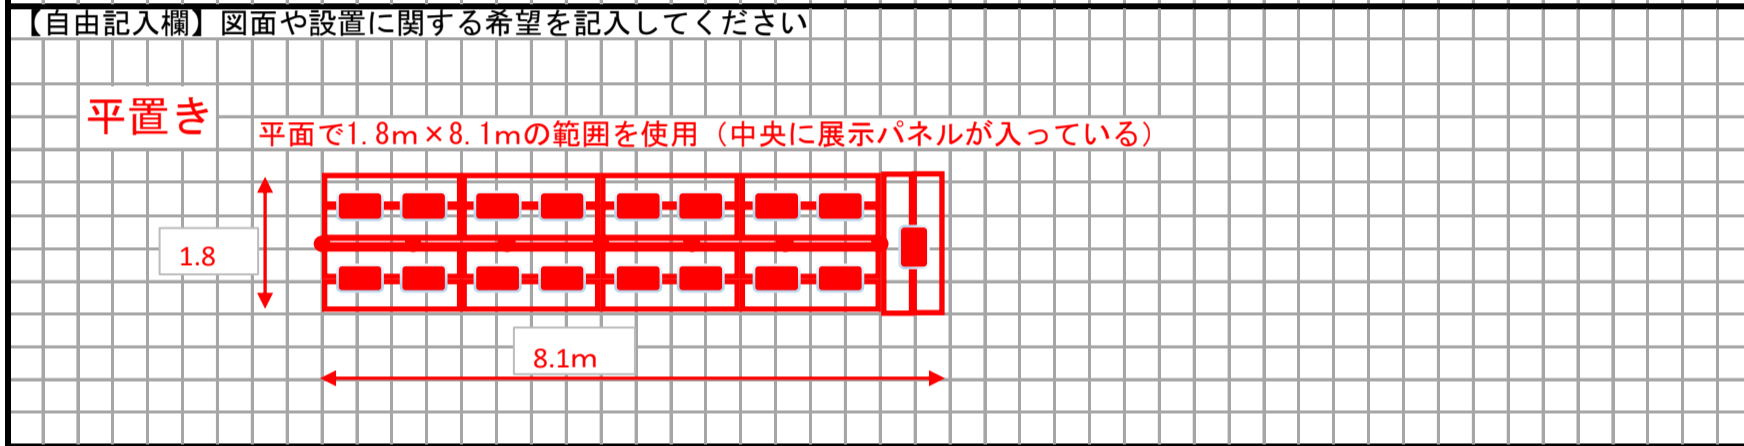 【自由記入欄】図面や設置に関する希望を記入してください
平置き
平面で1.8m×8.1mの範囲を使用（中央に展示パネルが入っている）
1.8
8.1m